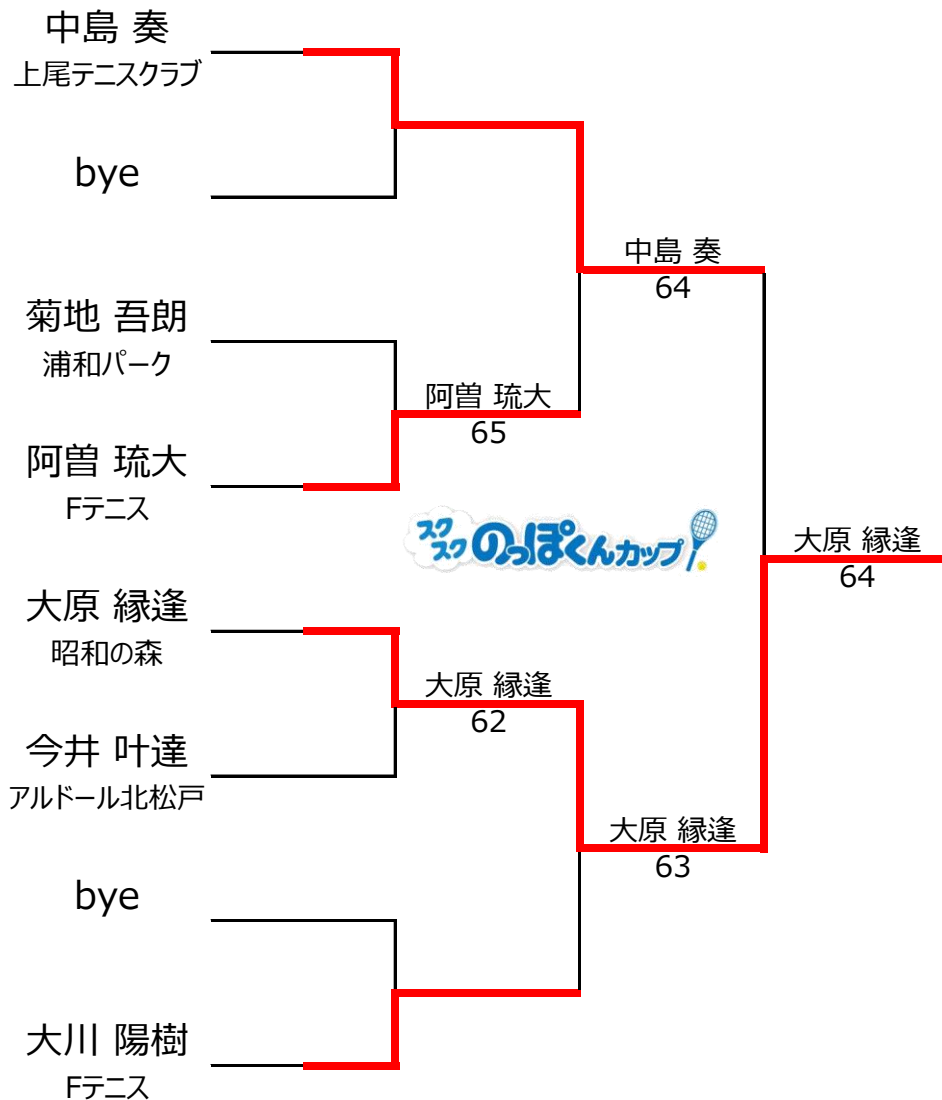 中島 奏
上尾テニスクラブ
bye
中島 奏
64
菊地 吾朗
浦和パーク
阿曽 琉大
65
阿曽 琉大
Fテニス
スクスク のっぽくんカップ
大原 縁逢
64
大原 縁逢
昭和の森
大原 縁逢
62
今井 叶達
アルドール北松戸
大原 縁逢
63
bye
大川 陽樹
Fテニス